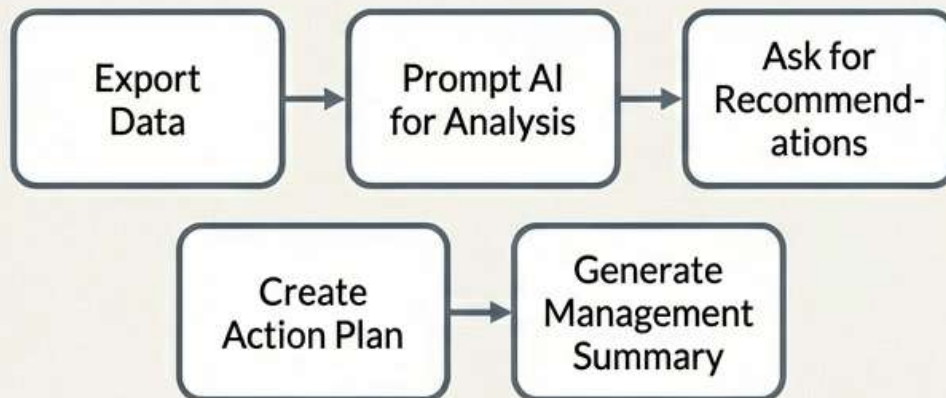 Export
Data
Prompt AI
for Analysis
Ask for
Recommend-
ations
Create
Action Plan
Generate
Management
Summary